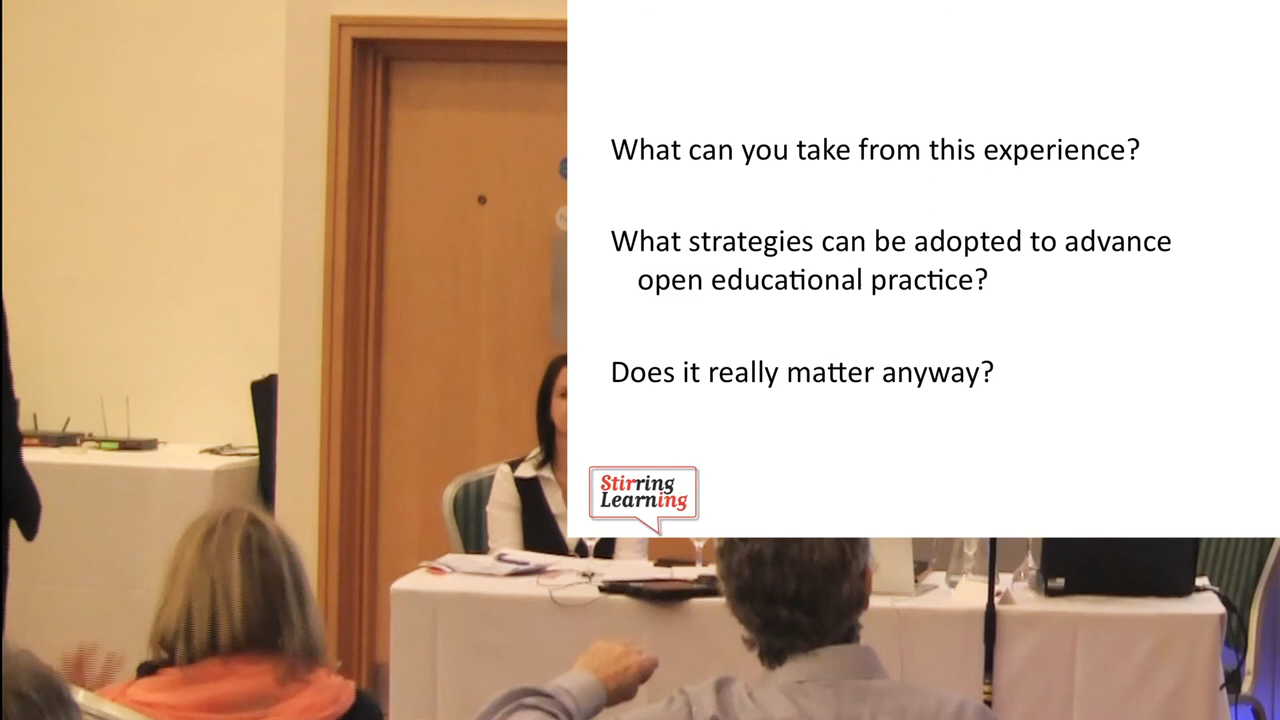 What can you take from this experience?
What strategies can be adopted to advance
open educational practice?
Does it really matter anyway?
Stirring
Learning